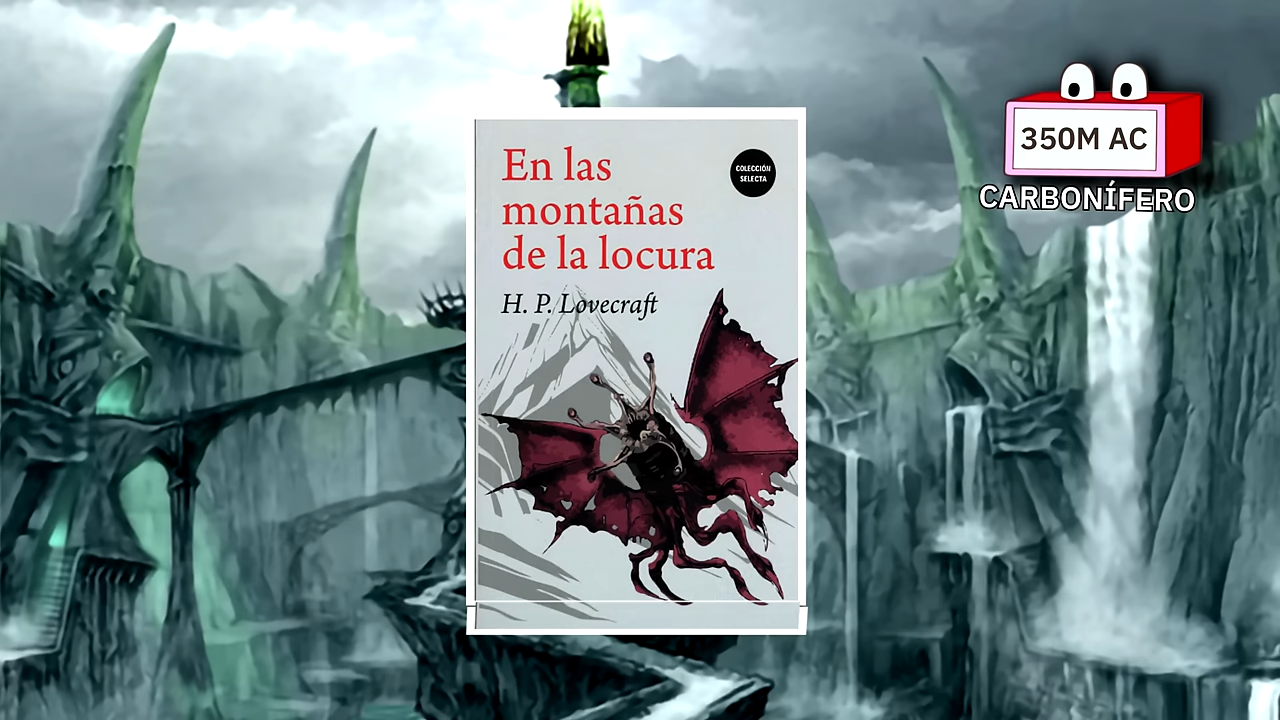 En las
montañas
de la locura
H. P. Lovecraft
COLECCIÓN
SELECTA
350M AC
CARBONÍFERO